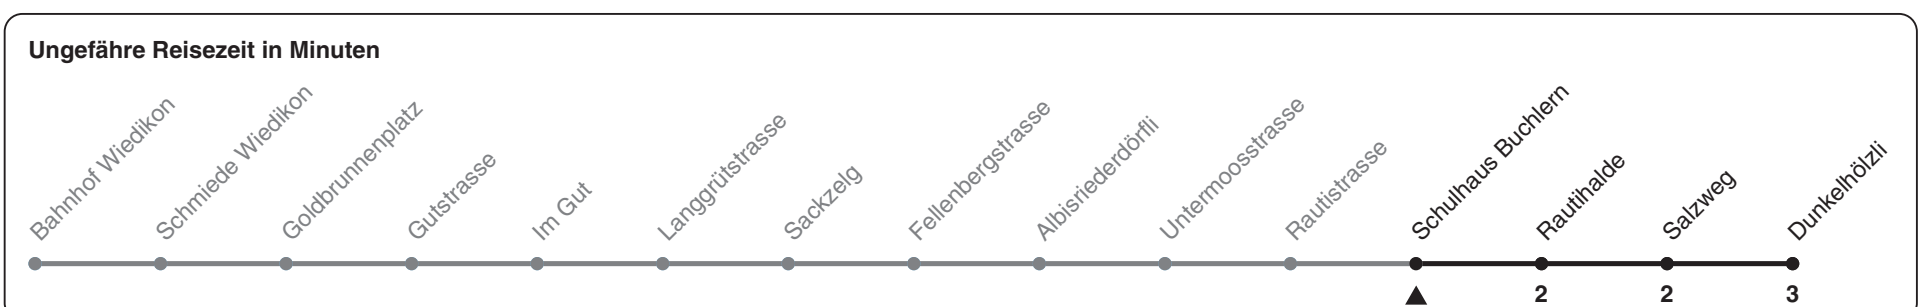 Ungefähre Reisezeit in Minuten
Bahnhof Wiedikon
Schmiede Wiedikon
Goldbrunnenplatz
Gutstrasse
Im Gut
Langgrütstrasse
Sackzelg
Fellenbergstrasse
Albisriederdörfli
Untermoosstrasse
Rautistrasse
Schulhaus Buchlern
Rautihalde
Salzweg
Dunkelhölzli
2 2 3